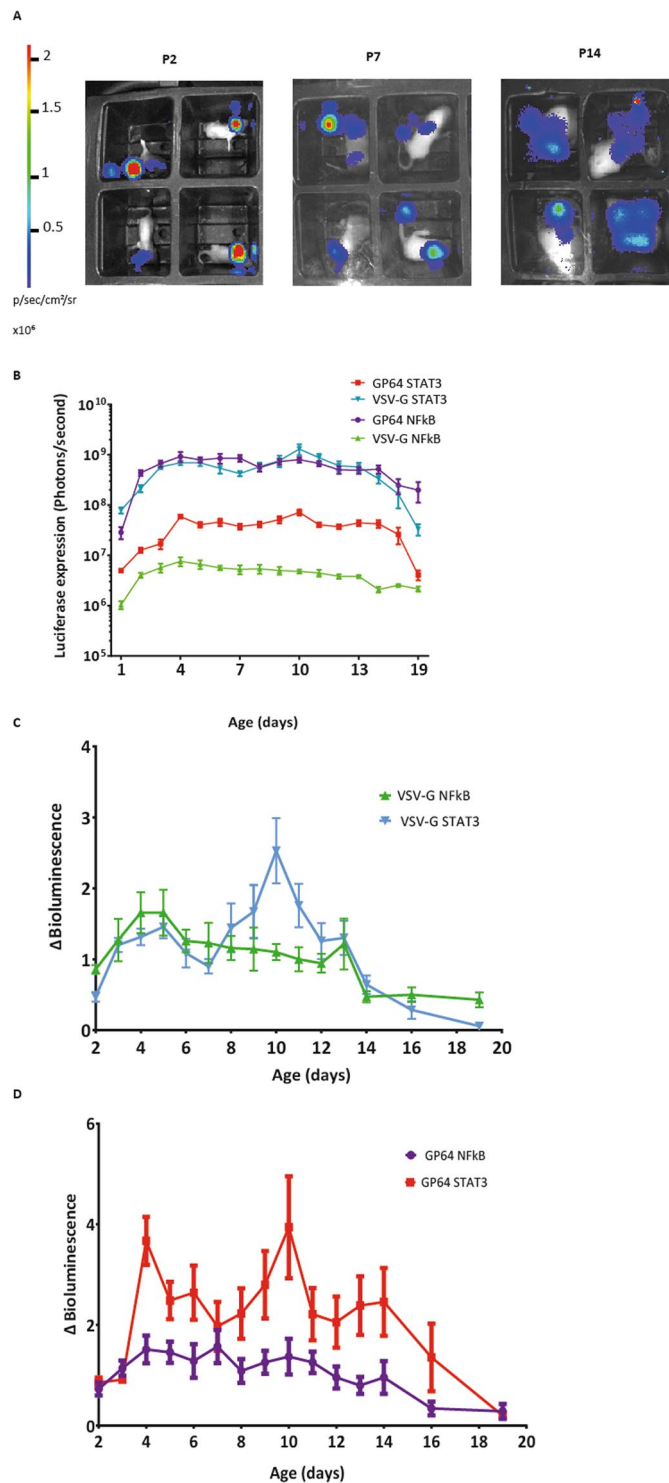 A
P2
P7
P14
2
1.5
1
0.5
p/sec/cm²/sr
x10⁶
B
GP64 STAT3
VSV-G STAT3
GP64 NFkB
VSV-G NFkB
Luciferase expression (Photons/second)
10¹⁰
10⁹
10⁸
10⁷
10⁶
10⁵
1 4 7 10 13 19
Age (days)
C
ΔBioluminescence
4
3
2
1
0
VSV-G NFkB
VSV-G STAT3
2 4 6 8 10 12 14 16 18 20
Age (days)
D
Δ Bioluminescence
6
4
2
0
GP64 NFkB
GP64 STAT3
2 4 6 8 10 12 14 16 18 20
Age (days)